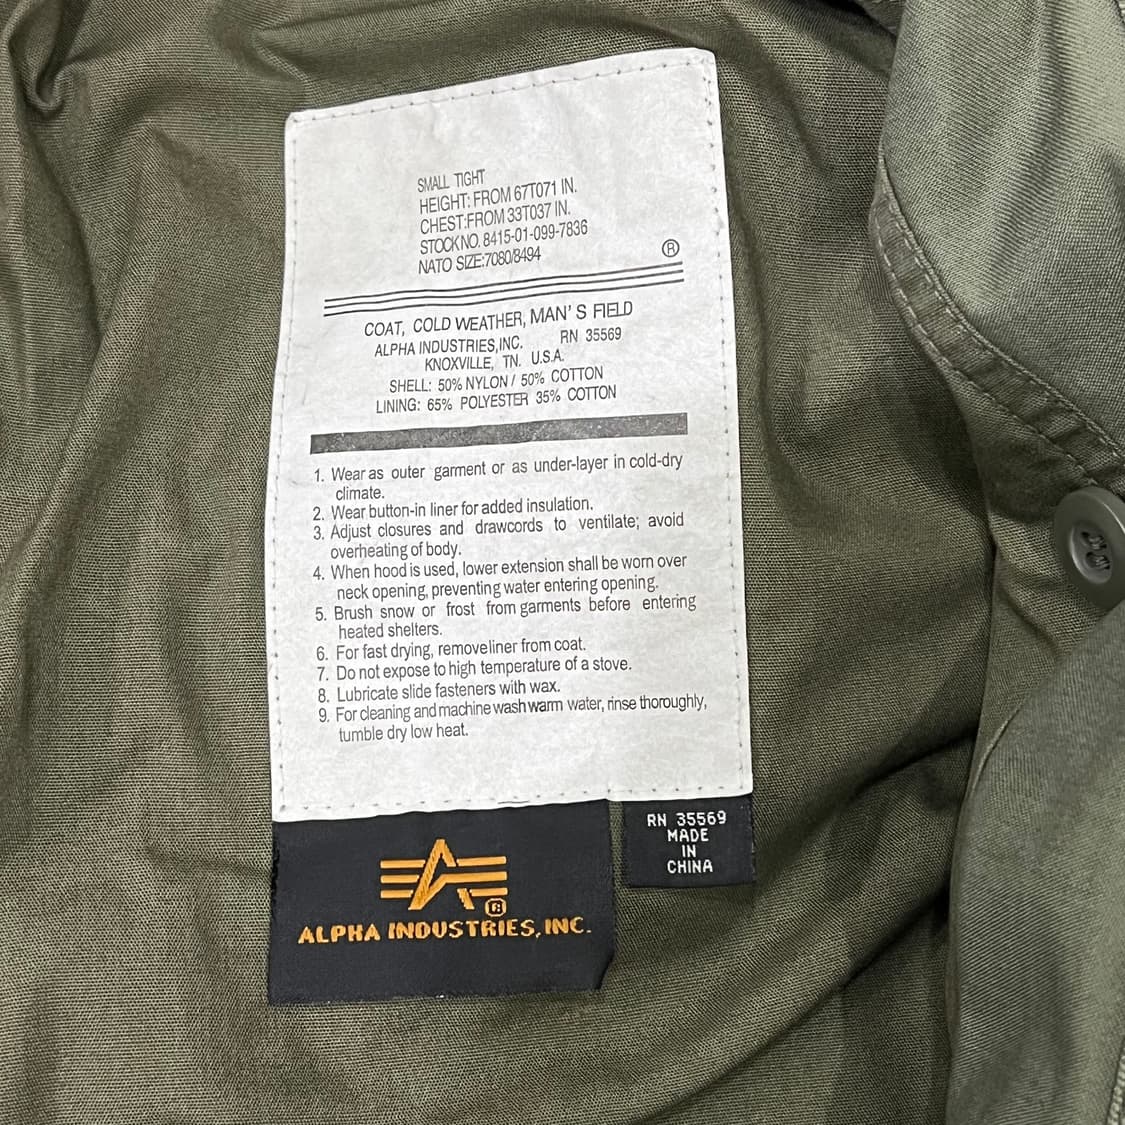 SMALL TIGHT
HEIGHT: FROM 67TO71 IN.
CHEST:FROM 33TO37 IN.
STOCK NO. 8415-01-099-7836
NATO SIZE:7080/8494
®
COAT, COLD WEATHER, MAN'S FIELD
ALPHA INDUSTRIES,INC. RN 35569
KNOXVILLE, TN. U.S.A.
SHELL: 50% NYLON / 50% COTTON
LINING: 65% POLYESTER 35% COTTON
1. Wear as outer garment or as under-layer in cold-dry
climate.
2. Wear button-in liner for added insulation.
3. Adjust closures and drawcords to ventilate; avoid
overheating of body.
4. When hood is used, lower extension shall be worn over
neck opening, preventing water entering opening.
5. Brush snow or frost from garments before entering
heated shelters.
6. For fast drying, remove liner from coat.
7. Do not expose to high temperature of a stove.
8. Lubricate slide fasteners with wax.
9. For cleaning and machine wash warm water, rinse thoroughly,
tumble dry low heat.
®
ALPHA INDUSTRIES, INC.
RN 35569
MADE
IN
CHINA